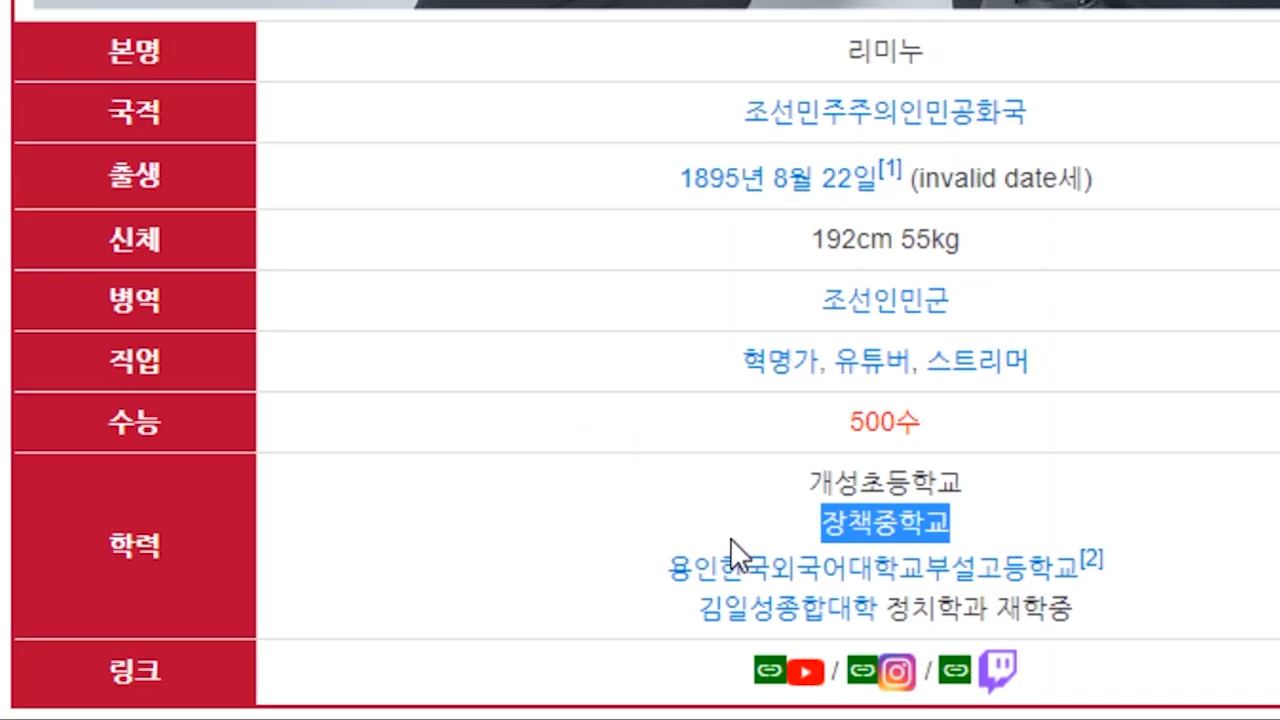 본명 리미누
국적 조선민주주의인민공화국
출생 1895년 8월 22일[1] (invalid date세)
신체 192cm 55kg
병역 조선인민군
직업 혁명가, 유튜버, 스트리머
수능 500수
학력 개성초등학교
장책중학교
용인한국외국어대학교부설고등학교[2]
김일성종합대학 정치학과 재학중
링크 / /